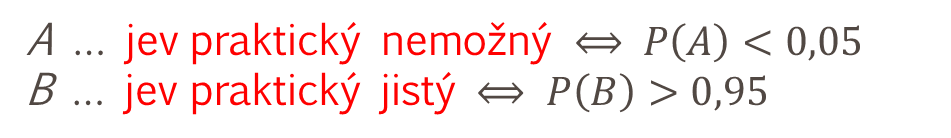 A ... jev praktický nemožný ⟺ P(A) < 0,05
B ... jev praktický jistý ⟺ P(B) > 0,95